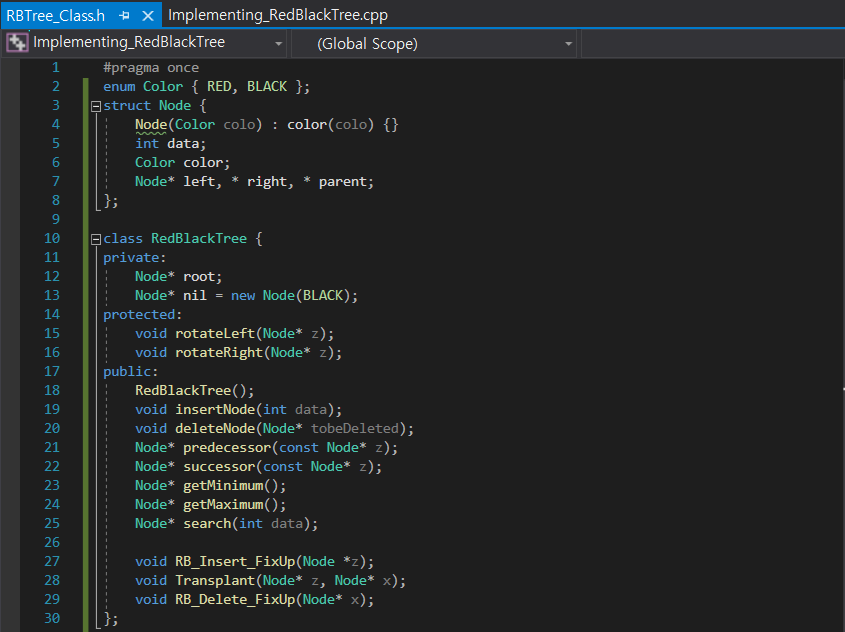 RBTree_Class.h Implementing_RedBlackTree.cpp
Implementing_RedBlackTree (Global Scope)
1 #pragma once
2 enum Color { RED, BLACK };
3 struct Node {
4 Node(Color colo) : color(colo) {}
5 int data;
6 Color color;
7 Node* left, * right, * parent;
8 };
9
10 class RedBlackTree {
11 private:
12 Node* root;
13 Node* nil = new Node(BLACK);
14 protected:
15 void rotateLeft(Node* z);
16 void rotateRight(Node* z);
17 public:
18 RedBlackTree();
19 void insertNode(int data);
20 void deleteNode(Node* tobeDeleted);
21 Node* predecessor(const Node* z);
22 Node* successor(const Node* z);
23 Node* getMinimum();
24 Node* getMaximum();
25 Node* search(int data);
26
27 void RB_Insert_FixUp(Node *z);
28 void Transplant(Node* z, Node* x);
29 void RB_Delete_FixUp(Node* x);
30 };